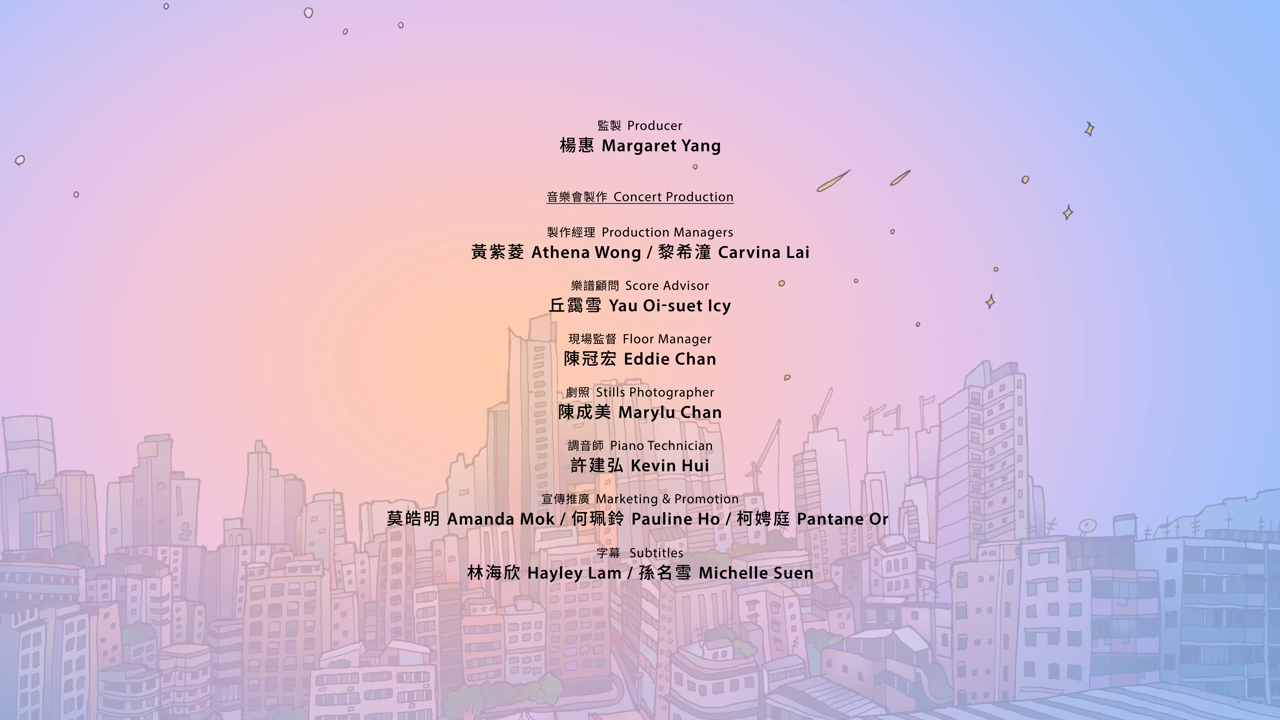 監製 Producer
楊惠 Margaret Yang
音樂會製作 Concert Production
製作經理 Production Managers
黃紫菱 Athena Wong / 黎希潼 Carvina Lai
樂譜顧問 Score Advisor
丘靄雪 Yau Oi-suet Icy
現場監督 Floor Manager
陳冠宏 Eddie Chan
劇照 Stills Photographer
陳成美 Marylu Chan
調音師 Piano Technician
許建弘 Kevin Hui
宣傳推廣 Marketing & Promotion
莫皓明 Amanda Mok / 何珮鈴 Pauline Ho / 柯娉庭 Pantane Or
字幕 Subtitles
林海欣 Hayley Lam / 孫名雪 Michelle Suen